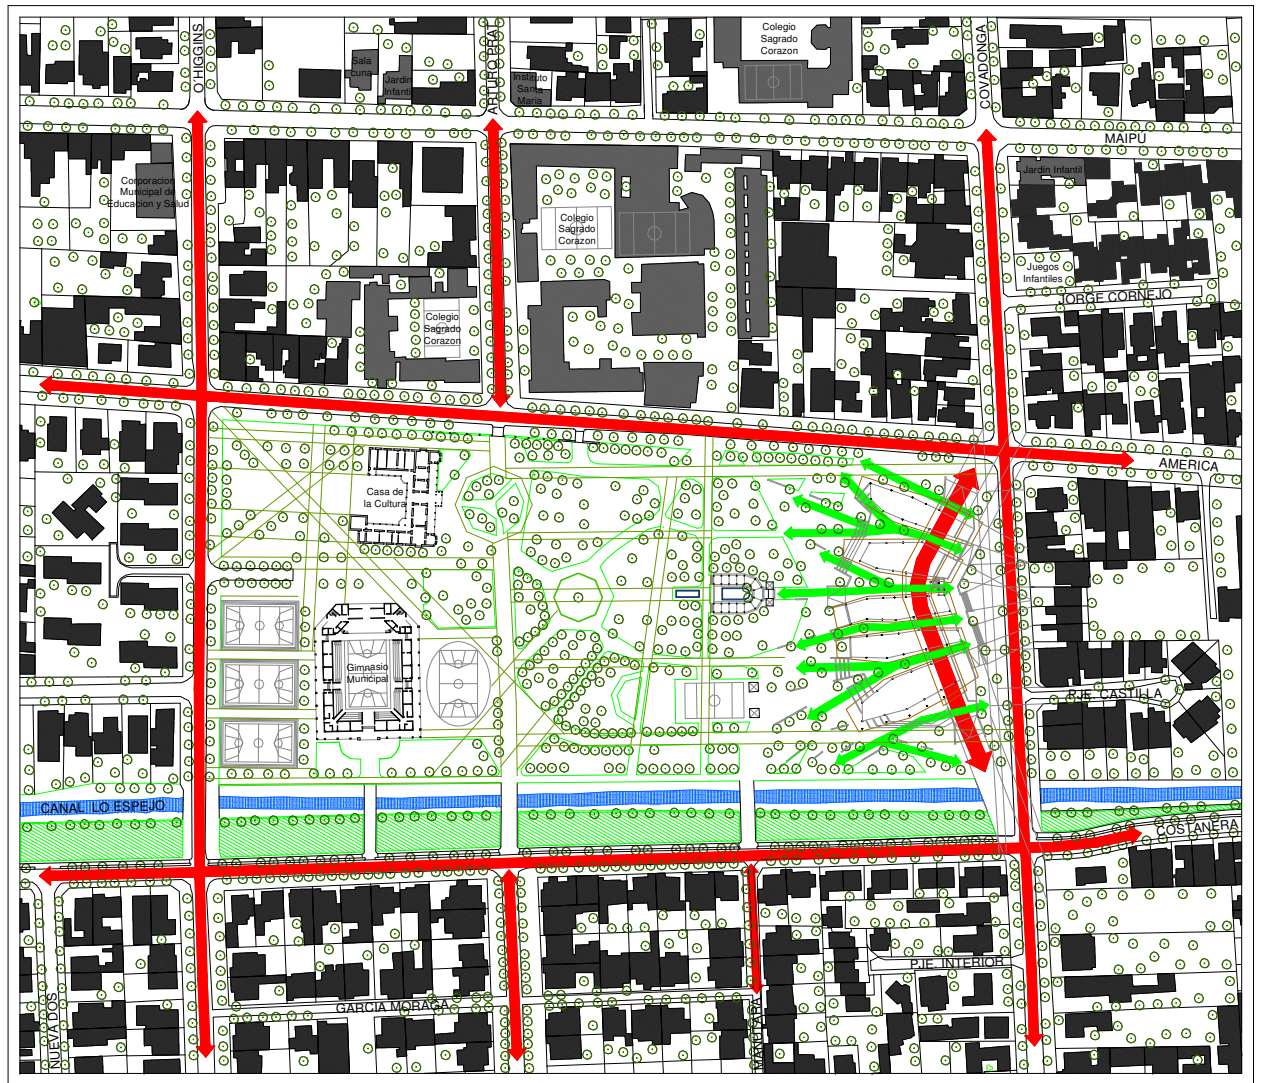 O'HIGGINS
ARTURO PRAT
COVADONGA
Colegio
Sagrado
Corazon
Sala
cuna
Jardin
Infantil
Instituto
Santa
Maria
MAIPU
Corporacion
Municipal de
Educacion y Salud
Jardin Infantil
Colegio
Sagrado
Corazon
Juegos
Infantiles
JORGE CORNEJO
Colegio
Sagrado
Corazon
AMERICA
Casa de
la Cultura
Gimnasio
Municipal
PJE. CASTILLA
CANAL LO ESPEJO
COSTANERA
PJE. INTERIOR
GARCIA MORAGA
NUEVA DOS